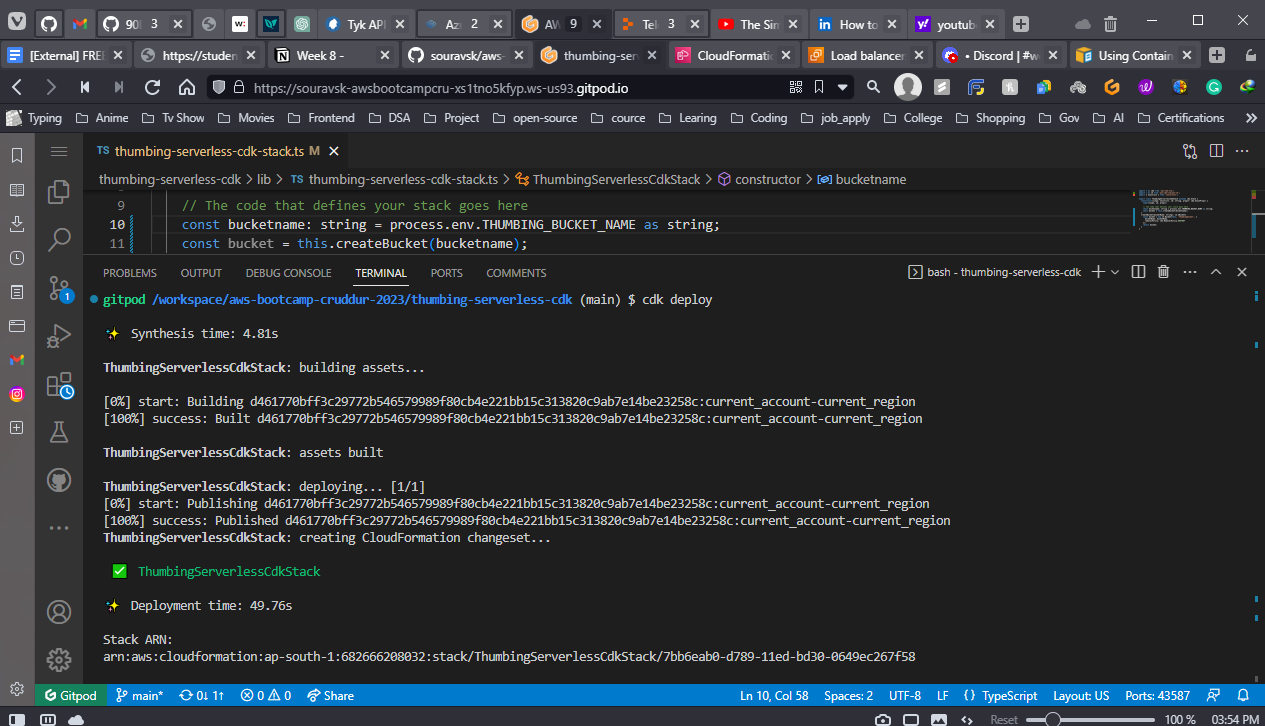 90 3
w:
Tyk API
Az 2
AW 9
Tel 3
The Sim
How to
youtub
[External] FREE
https://studen
Week 8 -
souravsk/aws-
thumbing-serv
CloudFormatic
Load balancer
• Discord | #w
Using Contain
https://souravsk-awsbootcampcru-xs1tno5kfyp.ws-us93.gitpod.io
Typing
Anime
Tv Show
Movies
Frontend
DSA
Project
open-source
cource
Learing
Coding
job_apply
College
Shopping
Gov
AI
Certifications
TS thumbing-serverless-cdk-stack.ts M
thumbing-serverless-cdk > lib > TS thumbing-serverless-cdk-stack.ts > ThumbingServerlessCdkStack > constructor > bucketname
9 // The code that defines your stack goes here
10 const bucketname: string = process.env.THUMBING_BUCKET_NAME as string;
11 const bucket = this.createBucket(bucketname);
PROBLEMS OUTPUT DEBUG CONSOLE TERMINAL PORTS COMMENTS
bash - thumbing-serverless-cdk
1
gitpod /workspace/aws-bootcamp-cruddur-2023/thumbing-serverless-cdk (main) $ cdk deploy
✨ Synthesis time: 4.81s
ThumbingServerlessCdkStack: building assets...
[0%] start: Building d461770bff3c29772b546579989f80cb4e221bb15c313820c9ab7e14be23258c:current_account-current_region
[100%] success: Built d461770bff3c29772b546579989f80cb4e221bb15c313820c9ab7e14be23258c:current_account-current_region
ThumbingServerlessCdkStack: assets built
ThumbingServerlessCdkStack: deploying... [1/1]
[0%] start: Publishing d461770bff3c29772b546579989f80cb4e221bb15c313820c9ab7e14be23258c:current_account-current_region
[100%] success: Published d461770bff3c29772b546579989f80cb4e221bb15c313820c9ab7e14be23258c:current_account-current_region
ThumbingServerlessCdkStack: creating CloudFormation changeset...
✅ ThumbingServerlessCdkStack
✨ Deployment time: 49.76s
Stack ARN:
arn:aws:cloudformation:ap-south-1:682666208032:stack/ThumbingServerlessCdkStack/7bb6eab0-d789-11ed-bd30-0649ec267f58
Gitpod main* 0↓ 1↑ 0 0 Share
Ln 10, Col 58 Spaces: 2 UTF-8 LF {} TypeScript Layout: US Ports: 43587
Reset 100 % 03:54 PM